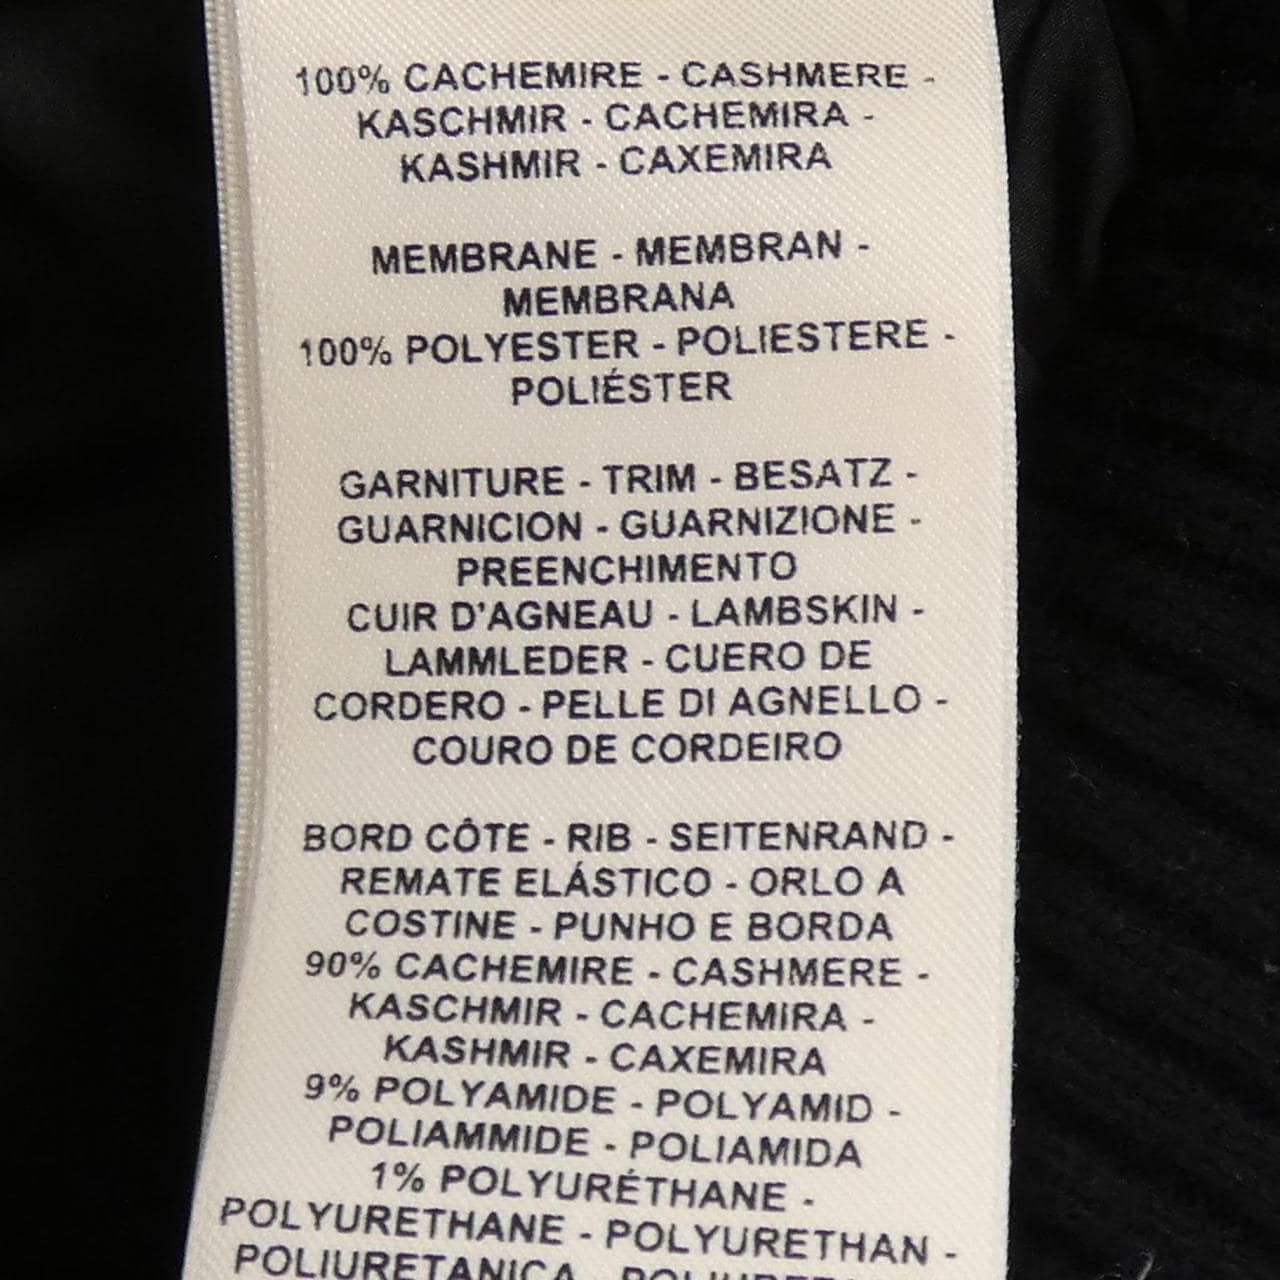 100% CACHEMIRE - CASHMERE -
KASCHMIR - CACHEMIRA -
KASHMIR - CAXEMIRA
MEMBRANE - MEMBRAN -
MEMBRANA
100% POLYESTER - POLIESTERE -
POLIÉSTER
GARNITURE - TRIM - BESATZ -
GUARNICION - GUARNIZIONE -
PREENCHIMENTO
CUIR D'AGNEAU - LAMBSKIN -
LAMMLEDER - CUERO DE
CORDERO - PELLE DI AGNELLO -
COURO DE CORDEIRO
BORD CÔTE - RIB - SEITENRAND -
REMATE ELÁSTICO - ORLO A
COSTINE - PUNHO E BORDA
90% CACHEMIRE - CASHMERE -
KASCHMIR - CACHEMIRA -
KASHMIR - CAXEMIRA
9% POLYAMIDE - POLYAMID -
POLIAMMIDE - POLIAMIDA
1% POLYURÉTHANE -
POLYURETHANE - POLYURETHAN -
POLIURETANICA -